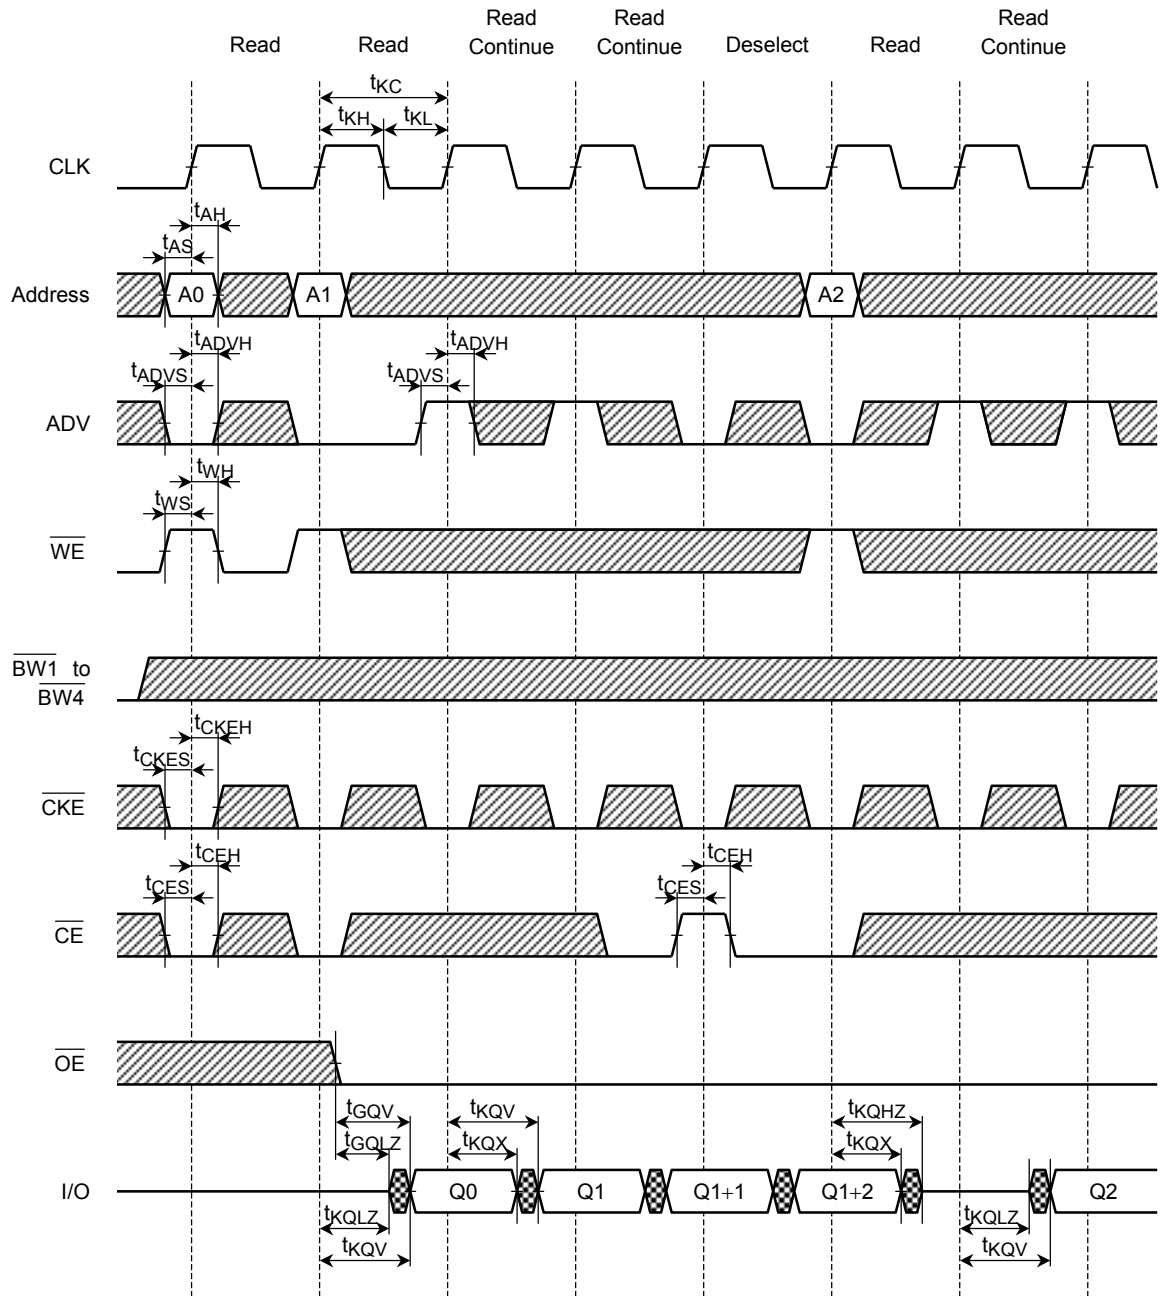 Read
Read
Read
Continue
Read
Continue
Deselect
Read
Read
Continue
tKC
tKH
tKL
CLK
tAH
tAS
Address
A0
A1
A2
tADVH
tADVS
tADVH
tADVS
ADV
tWH
tWS
WE
BW1 to
BW4
tCKEH
tCKES
CKE
tCEH
tCES
tCEH
tCES
CE
OE
tGQV
tKQV
tKQHZ
tGQLZ
tKQX
tKQX
I/O
Q0
Q1
Q1+1
Q1+2
Q2
tKQLZ
tKQV
tKQLZ
tKQV